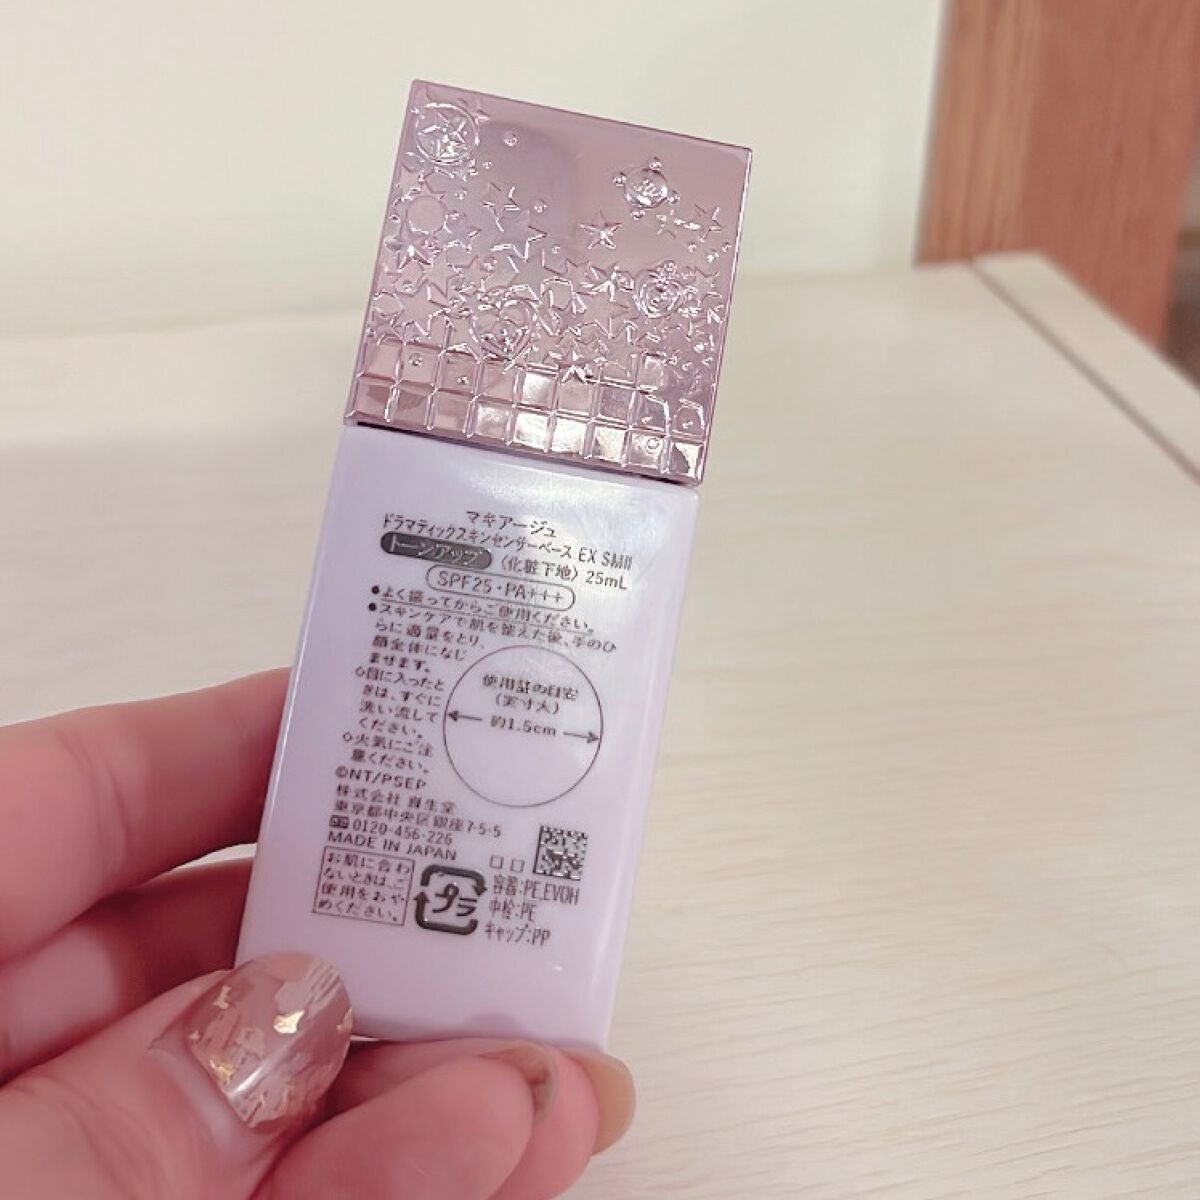 マキアージュ
ドラマティックスキンセンサーベース EX SMⅡ
トーンアップ 〈化粧下地〉 25mL
SPF25・PA+++
●よく振ってからご使用ください。
●スキンケアで肌を整えた後、手のひ
らに適量をとり、
顔全体になじ
ませます。
◇目に入ったと
きは、すぐに
洗い流して
ください。
◇火気にご注
意ください。
使用量の目安
(実寸大)
約1.5cm
©NT/PSEP
株式会社 資生堂
東京都中央区銀座7-5-5
0120-456-226
MADE IN JAPAN
お肌に合わ
ないときは、ご
使用をおや
めください。
プラ
容器:PE,EVOH
中栓:PE
キャップ:PP